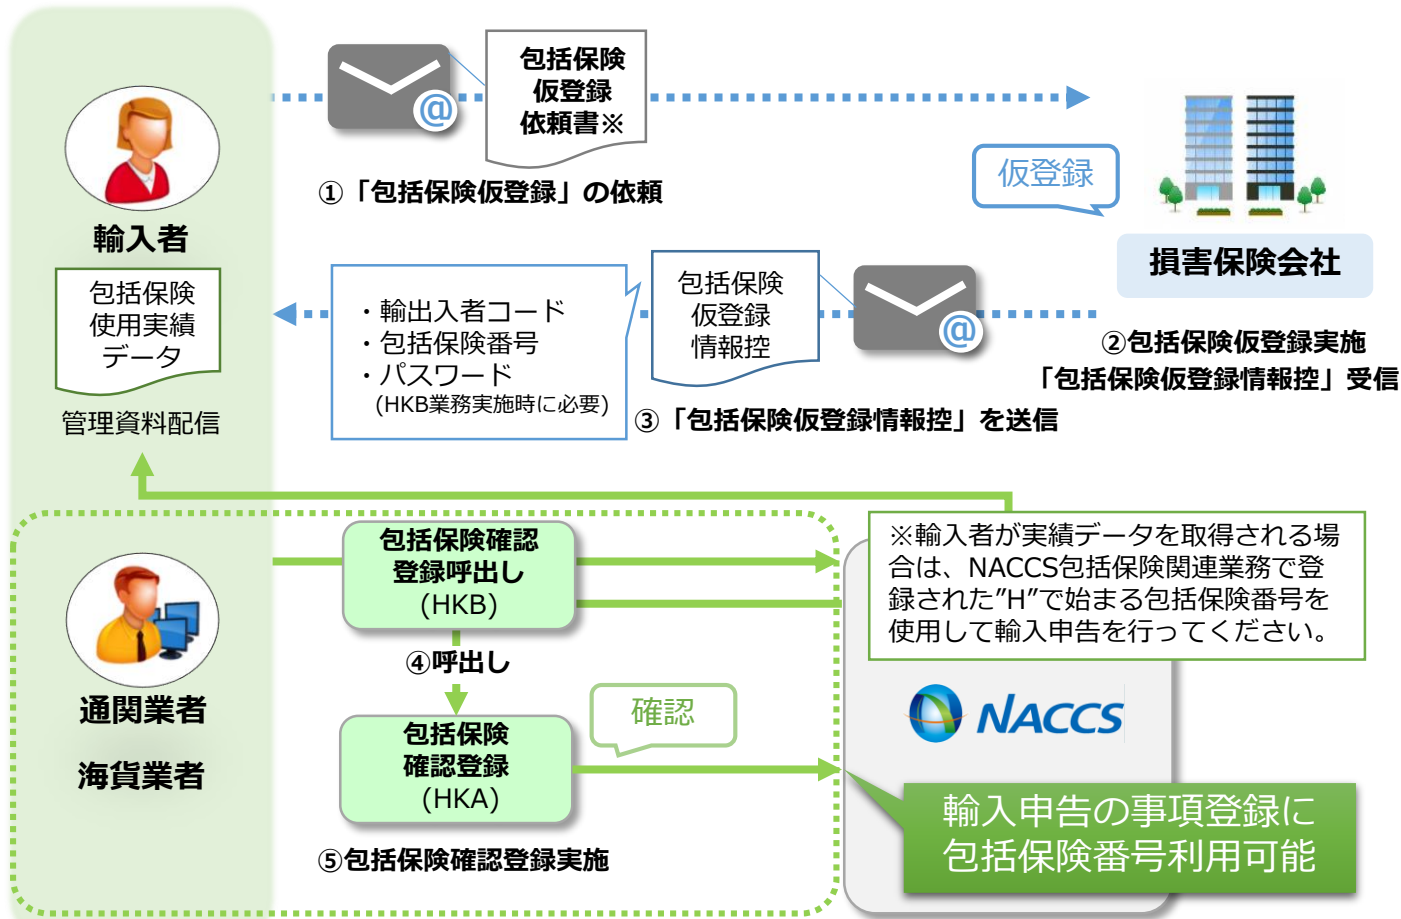 包括保険
仮登録
依頼書※
@
①「包括保険仮登録」の依頼
仮登録
輸入者
損害保険会社
包括保険
使用実績
データ
管理資料配信
・輸出入者コード
・包括保険番号
・パスワード
(HKB業務実施時に必要)
包括保険
仮登録
情報控
@
②包括保険仮登録実施
「包括保険仮登録情報控」受信
③「包括保険仮登録情報控」を送信
包括保険確認
登録呼出し
(HKB)
※輸入者が実績データを取得される場
合は、NACCS包括保険関連業務で登
録された”H”で始まる包括保険番号を
使用して輸入申告を行ってください。
④呼出し
通関業者
海貨業者
確認
包括保険
確認登録
(HKA)
NACCS
輸入申告の事項登録に
包括保険番号利用可能
⑤包括保険確認登録実施